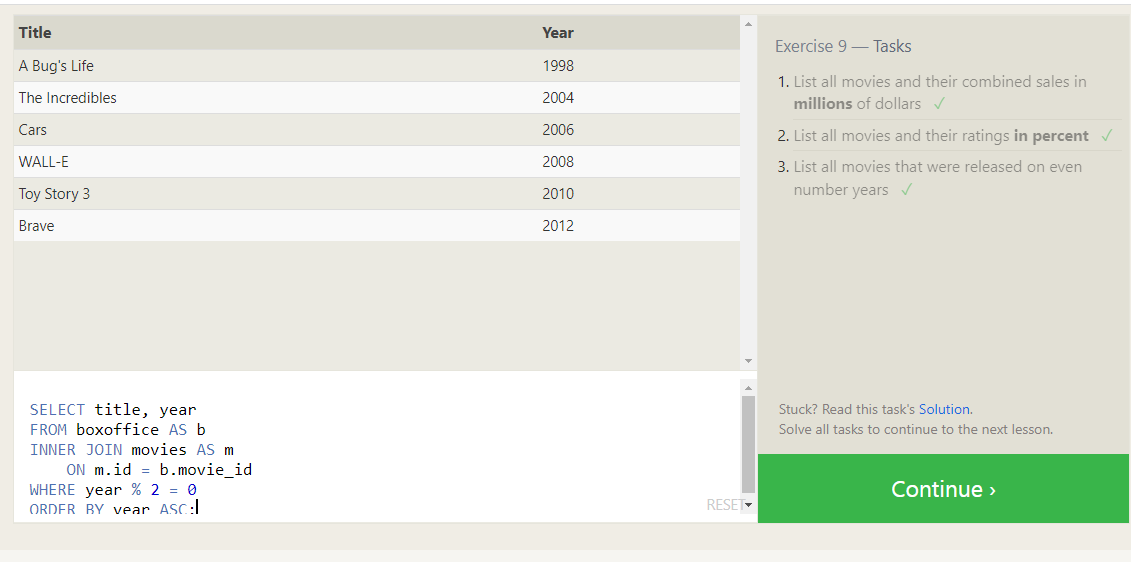 Title Year
A Bug's Life 1998
The Incredibles 2004
Cars 2006
WALL-E 2008
Toy Story 3 2010
Brave 2012
SELECT title, year
FROM boxoffice AS b
INNER JOIN movies AS m
    ON m.id = b.movie_id
WHERE year % 2 = 0
ORDER BY year ASC;
RESET
Exercise 9 — Tasks
1. List all movies and their combined sales in
millions of dollars ✓
2. List all movies and their ratings in percent ✓
3. List all movies that were released on even
number years ✓
Stuck? Read this task's Solution.
Solve all tasks to continue to the next lesson.
Continue ›